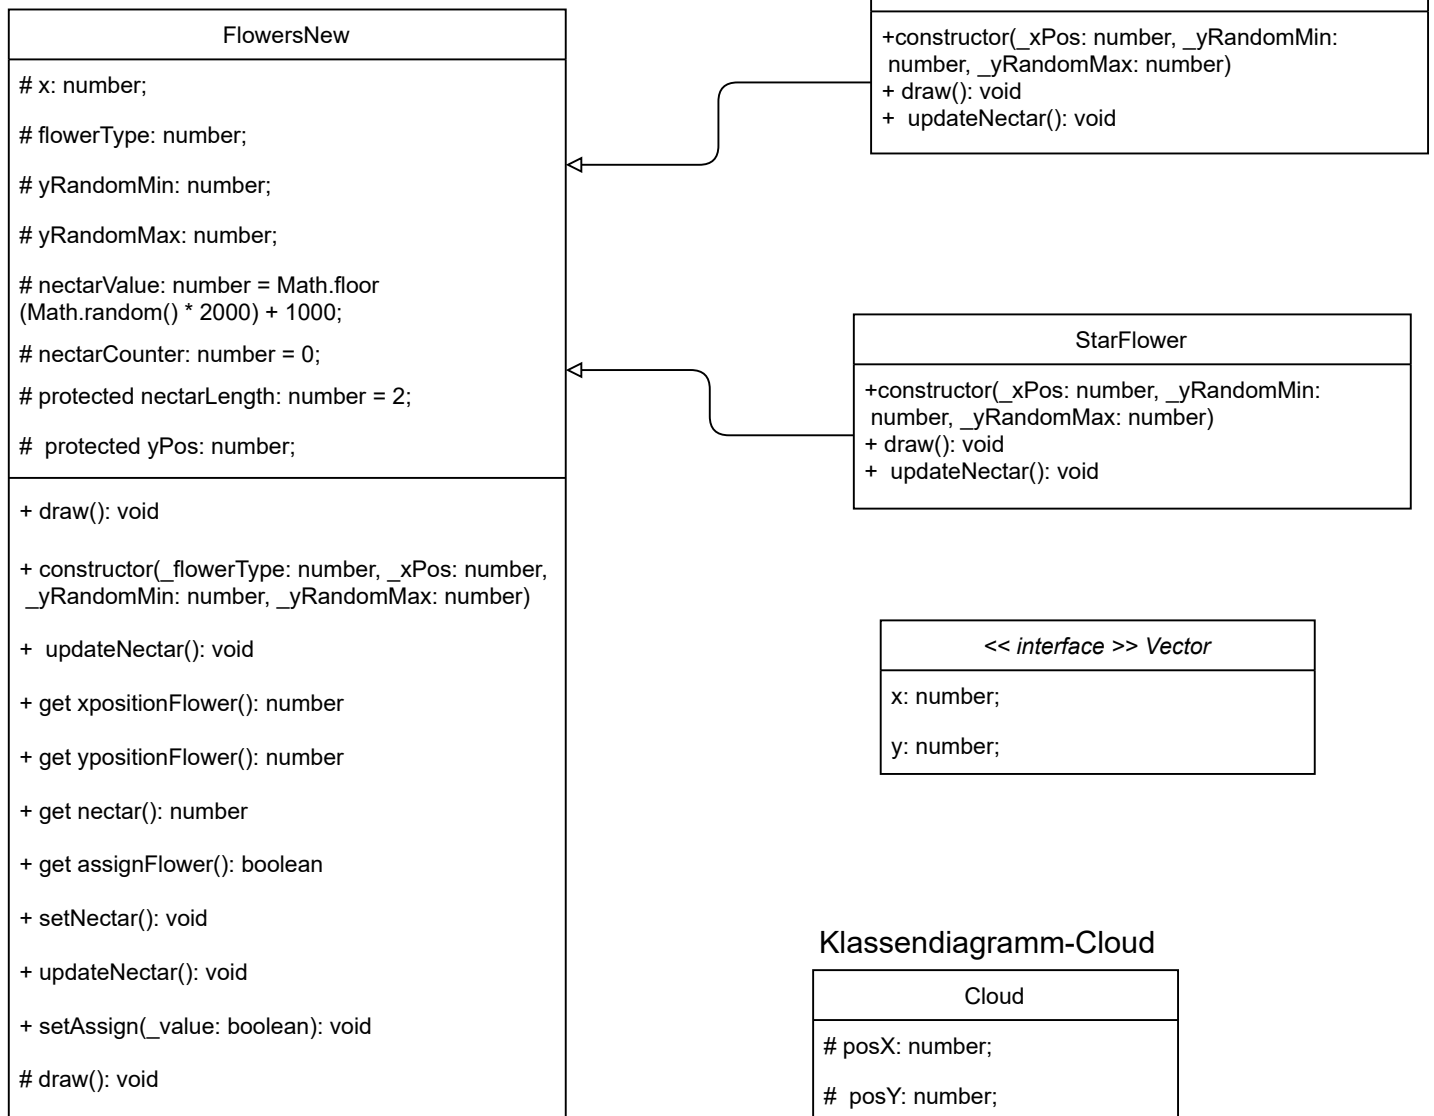 FlowersNew
# x: number;
# flowerType: number;
# yRandomMin: number;
# yRandomMax: number;
# nectarValue: number = Math.floor
(Math.random() * 2000) + 1000;
# nectarCounter: number = 0;
# protected nectarLength: number = 2;
#  protected yPos: number;
+ draw(): void
+ constructor(_flowerType: number, _xPos: number,
_yRandomMin: number, _yRandomMax: number)
+  updateNectar(): void
+ get xpositionFlower(): number
+ get ypositionFlower(): number
+ get nectar(): number
+ get assignFlower(): boolean
+ setNectar(): void
+ updateNectar(): void
+ setAssign(_value: boolean): void
# draw(): void
+constructor(_xPos: number, _yRandomMin:
number, _yRandomMax: number)
+ draw(): void
+  updateNectar(): void
StarFlower
+constructor(_xPos: number, _yRandomMin:
number, _yRandomMax: number)
+ draw(): void
+  updateNectar(): void
<< interface >> Vector
x: number;
y: number;
Klassendiagramm-Cloud
Cloud
# posX: number;
#  posY: number;